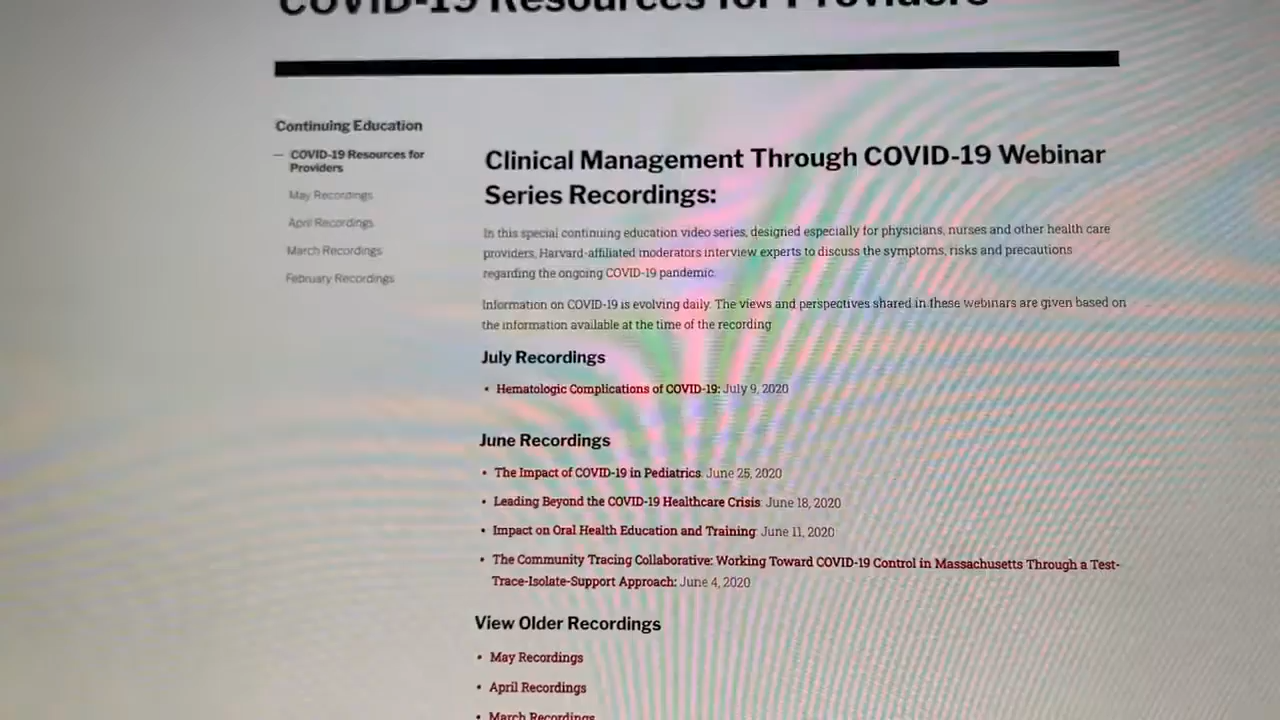 COVID-19 Resources for Providers
Continuing Education
— COVID-19 Resources for
Providers
May Recordings
April Recordings
March Recordings
February Recordings
Clinical Management Through COVID-19 Webinar
Series Recordings:
In this special continuing education video series, designed especially for physicians, nurses and other health care
providers, Harvard-affiliated moderators interview experts to discuss the symptoms, risks and precautions
regarding the ongoing COVID-19 pandemic.
Information on COVID-19 is evolving daily. The views and perspectives shared in these webinars are given based on
the information available at the time of the recording
July Recordings
• Hematologic Complications of COVID-19: July 9, 2020
June Recordings
• The Impact of COVID-19 in Pediatrics. June 25, 2020
• Leading Beyond the COVID-19 Healthcare Crisis: June 18, 2020
• Impact on Oral Health Education and Training: June 11, 2020
• The Community Tracing Collaborative: Working Toward COVID-19 Control in Massachusetts Through a Test-
Trace-Isolate-Support Approach: June 4, 2020
View Older Recordings
• May Recordings
• April Recordings
• March Recordings